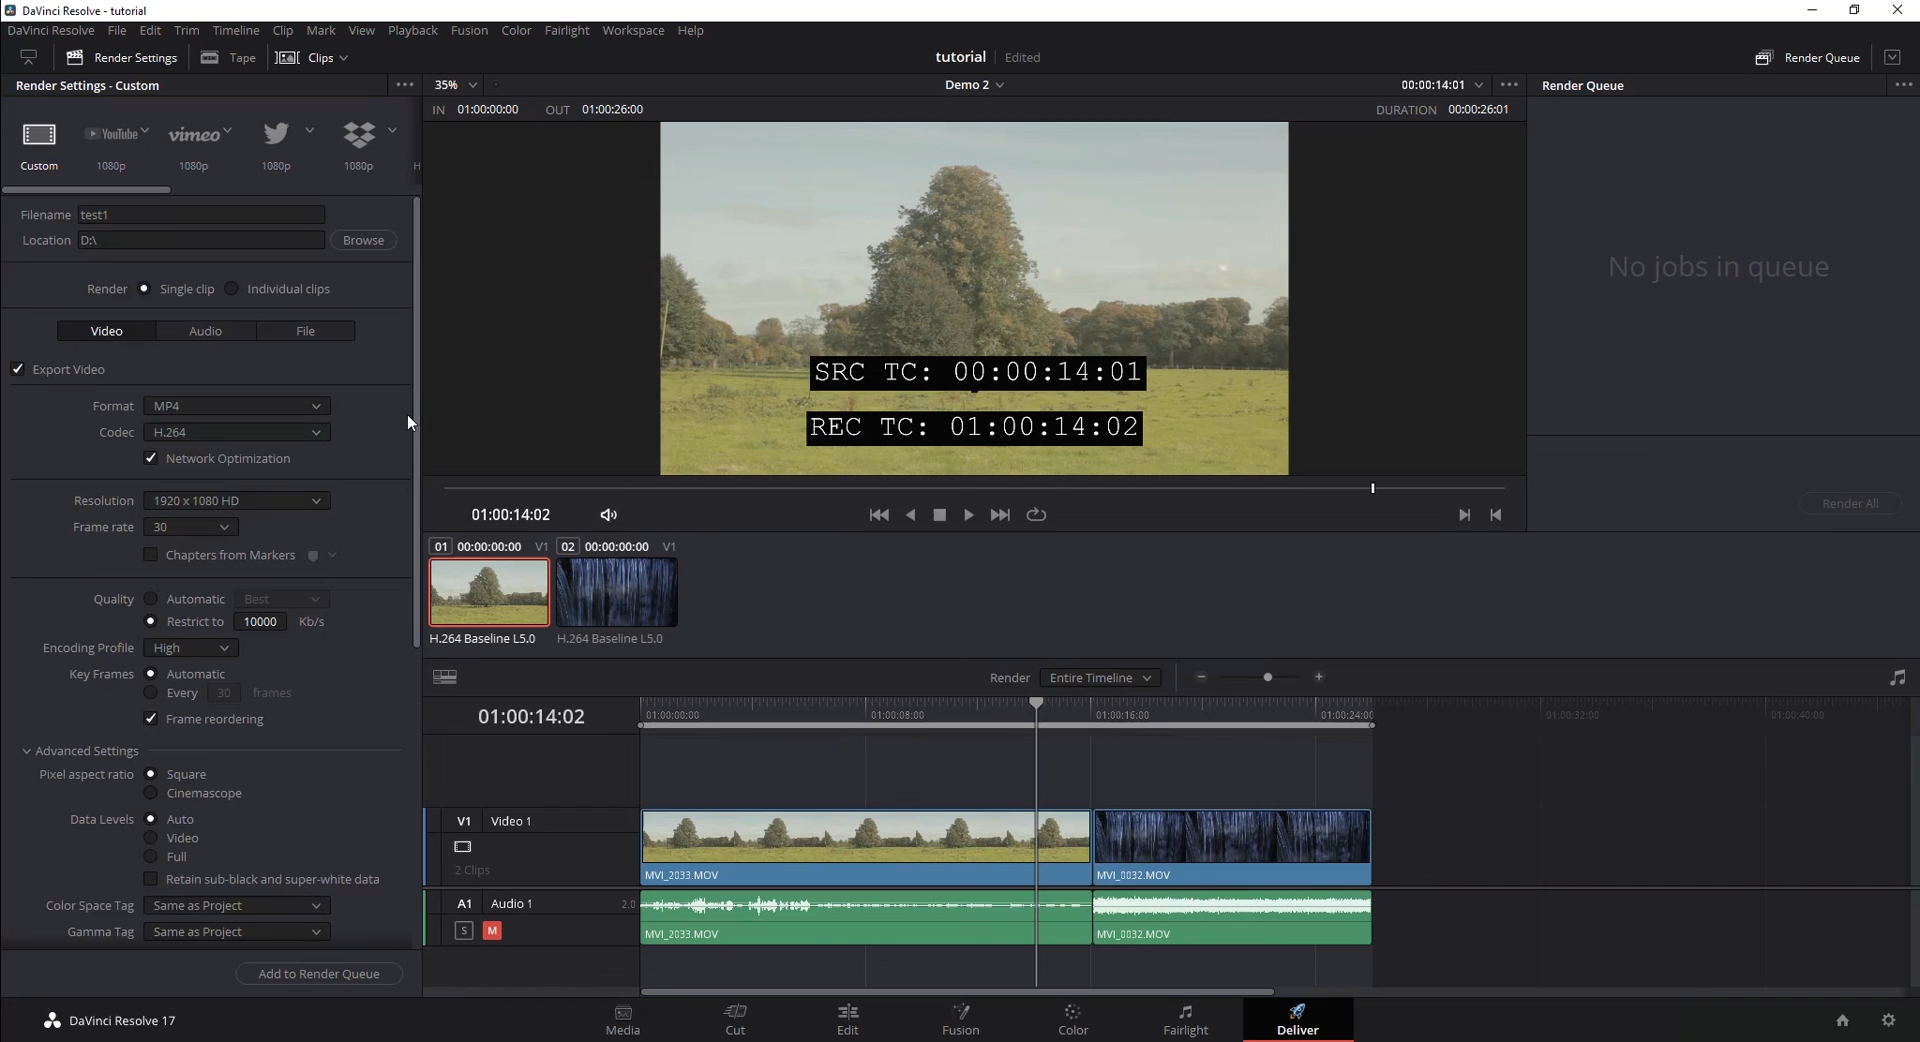 DaVinci Resolve - tutorial
DaVinci Resolve File Edit Trim Timeline Clip Mark View Playback Fusion Color Fairlight Workspace Help
Render Settings Tape Clips tutorial Edited Render Queue
Render Settings - Custom 35% Demo 2 00:00:14:01 Render Queue
IN 01:00:00:00 OUT 01:00:26:00 DURATION 00:00:26:01
YouTube vimeo
Custom 1080p 1080p 1080p 1080p H
Filename test1
Location D:\ Browse
No jobs in queue
Render Single clip Individual clips
Video Audio File
Export Video
SRC TC: 00:00:14:01
Format MP4
REC TC: 01:00:14:02
Codec H.264
Network Optimization
Resolution 1920 x 1080 HD
Render All
01:00:14:02
Frame rate 30
01 00:00:00:00 V1 02 00:00:00:00 V1
Chapters from Markers
Quality Automatic Best
Restrict to 10000 Kb/s
H.264 Baseline L5.0 H.264 Baseline L5.0
Encoding Profile High
Key Frames Automatic
Render Entire Timeline
Every 30 frames
Frame reordering
01:00:14:02 01:00:00:00 01:00:08:00 01:00:16:00 01:00:24:00 01:00:32:00 01:00:40:00
Advanced Settings
Pixel aspect ratio Square
Cinemascope
Data Levels Auto
V1 Video 1
Video
Full
2 Clips
MVI_2033.MOV MVI_0032.MOV
Retain sub-black and super-white data
A1 Audio 1 2.0
Color Space Tag Same as Project
Gamma Tag Same as Project
S M
MVI_2033.MOV MVI_0032.MOV
Add to Render Queue
DaVinci Resolve 17
Media Cut Edit Fusion Color Fairlight Deliver